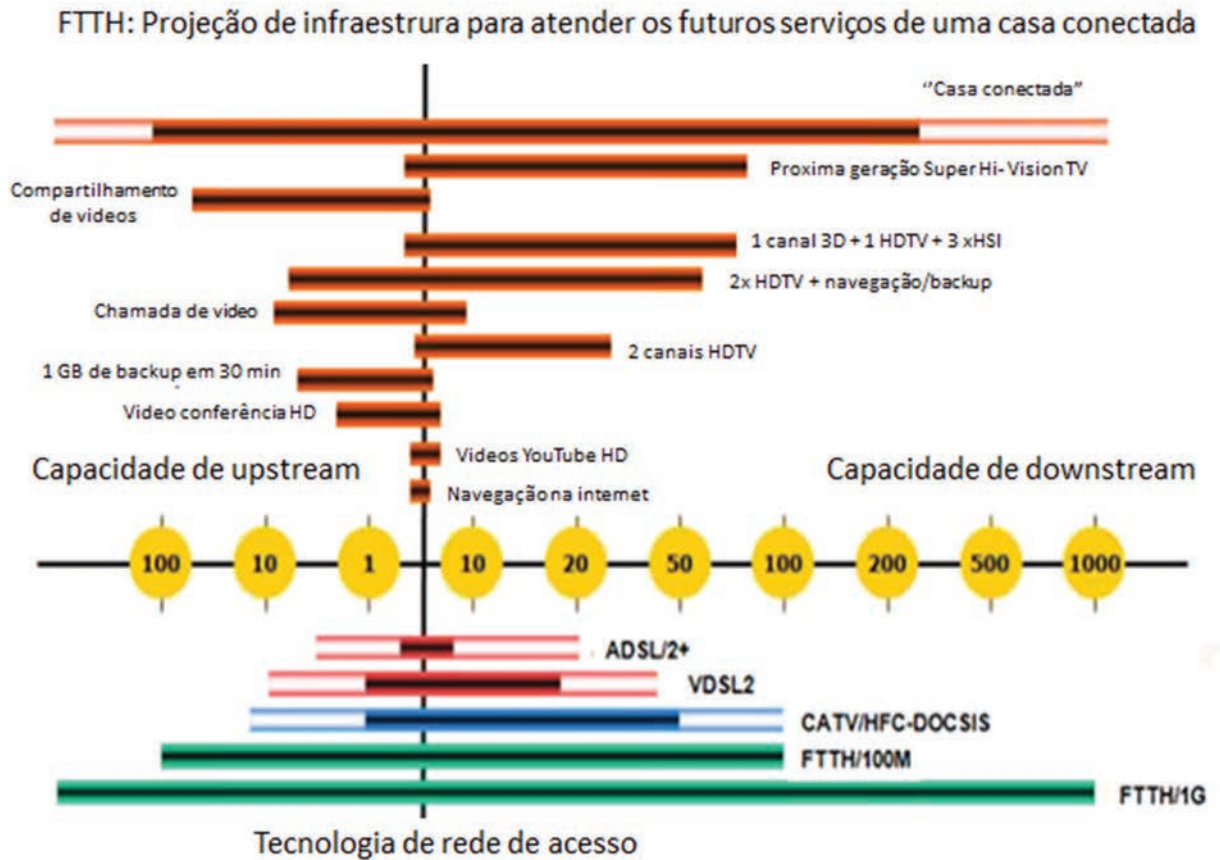 FTTH: Projeção de infraestrura para atender os futuros serviços de uma casa conectada
‘‘Casa conectada”
Proxima geração Super Hi- Vision TV
Compartilhamento
de videos
1 canal 3D + 1 HDTV + 3 xHSI
2x HDTV + navegação/backup
Chamada de video
2 canais HDTV
1 GB de backup em 30 min
Video conferência HD
Videos YouTube HD
Capacidade de upstream
Capacidade de downstream
Navegação na internet
100 10 1 10 20 50 100 200 500 1000
ADSL/2+
VDSL2
CATV/HFC-DOCSIS
FTTH/100M
FTTH/1G
Tecnologia de rede de acesso